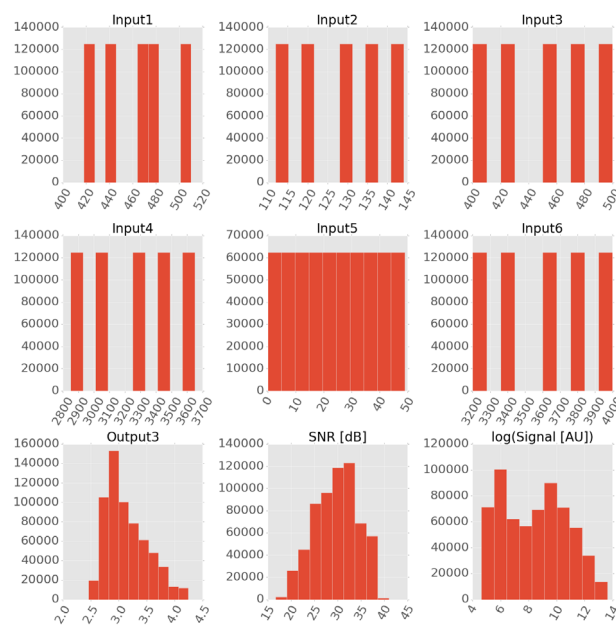 Input1 Input2 Input3
140000 140000 140000
120000 120000 120000
100000 100000 100000
80000 80000 80000
60000 60000 60000
40000 40000 40000
20000 20000 20000
0 0 0
400 420 440 460 480 500 520 110 115 120 125 130 135 140 145 400 420 440 460 480 500
Input4 Input5 Input6
140000 70000 140000
120000 60000 120000
100000 50000 100000
80000 40000 80000
60000 30000 60000
40000 20000 40000
20000 10000 20000
0 0 0
2800 2900 3000 3100 3200 3300 3400 3500 3600 3700 0 10 20 30 40 50 3200 3300 3400 3500 3600 3700 3800 3900 4000
Output3 SNR [dB] log(Signal [AU])
160000 140000 120000
140000 120000 100000
120000 100000 80000
100000 80000 60000
80000 60000 40000
60000 40000 20000
40000 20000 0
20000 0
0
2.0 2.5 3.0 3.5 4.0 4.5 15 20 25 30 35 40 45 4 6 8 10 12 14